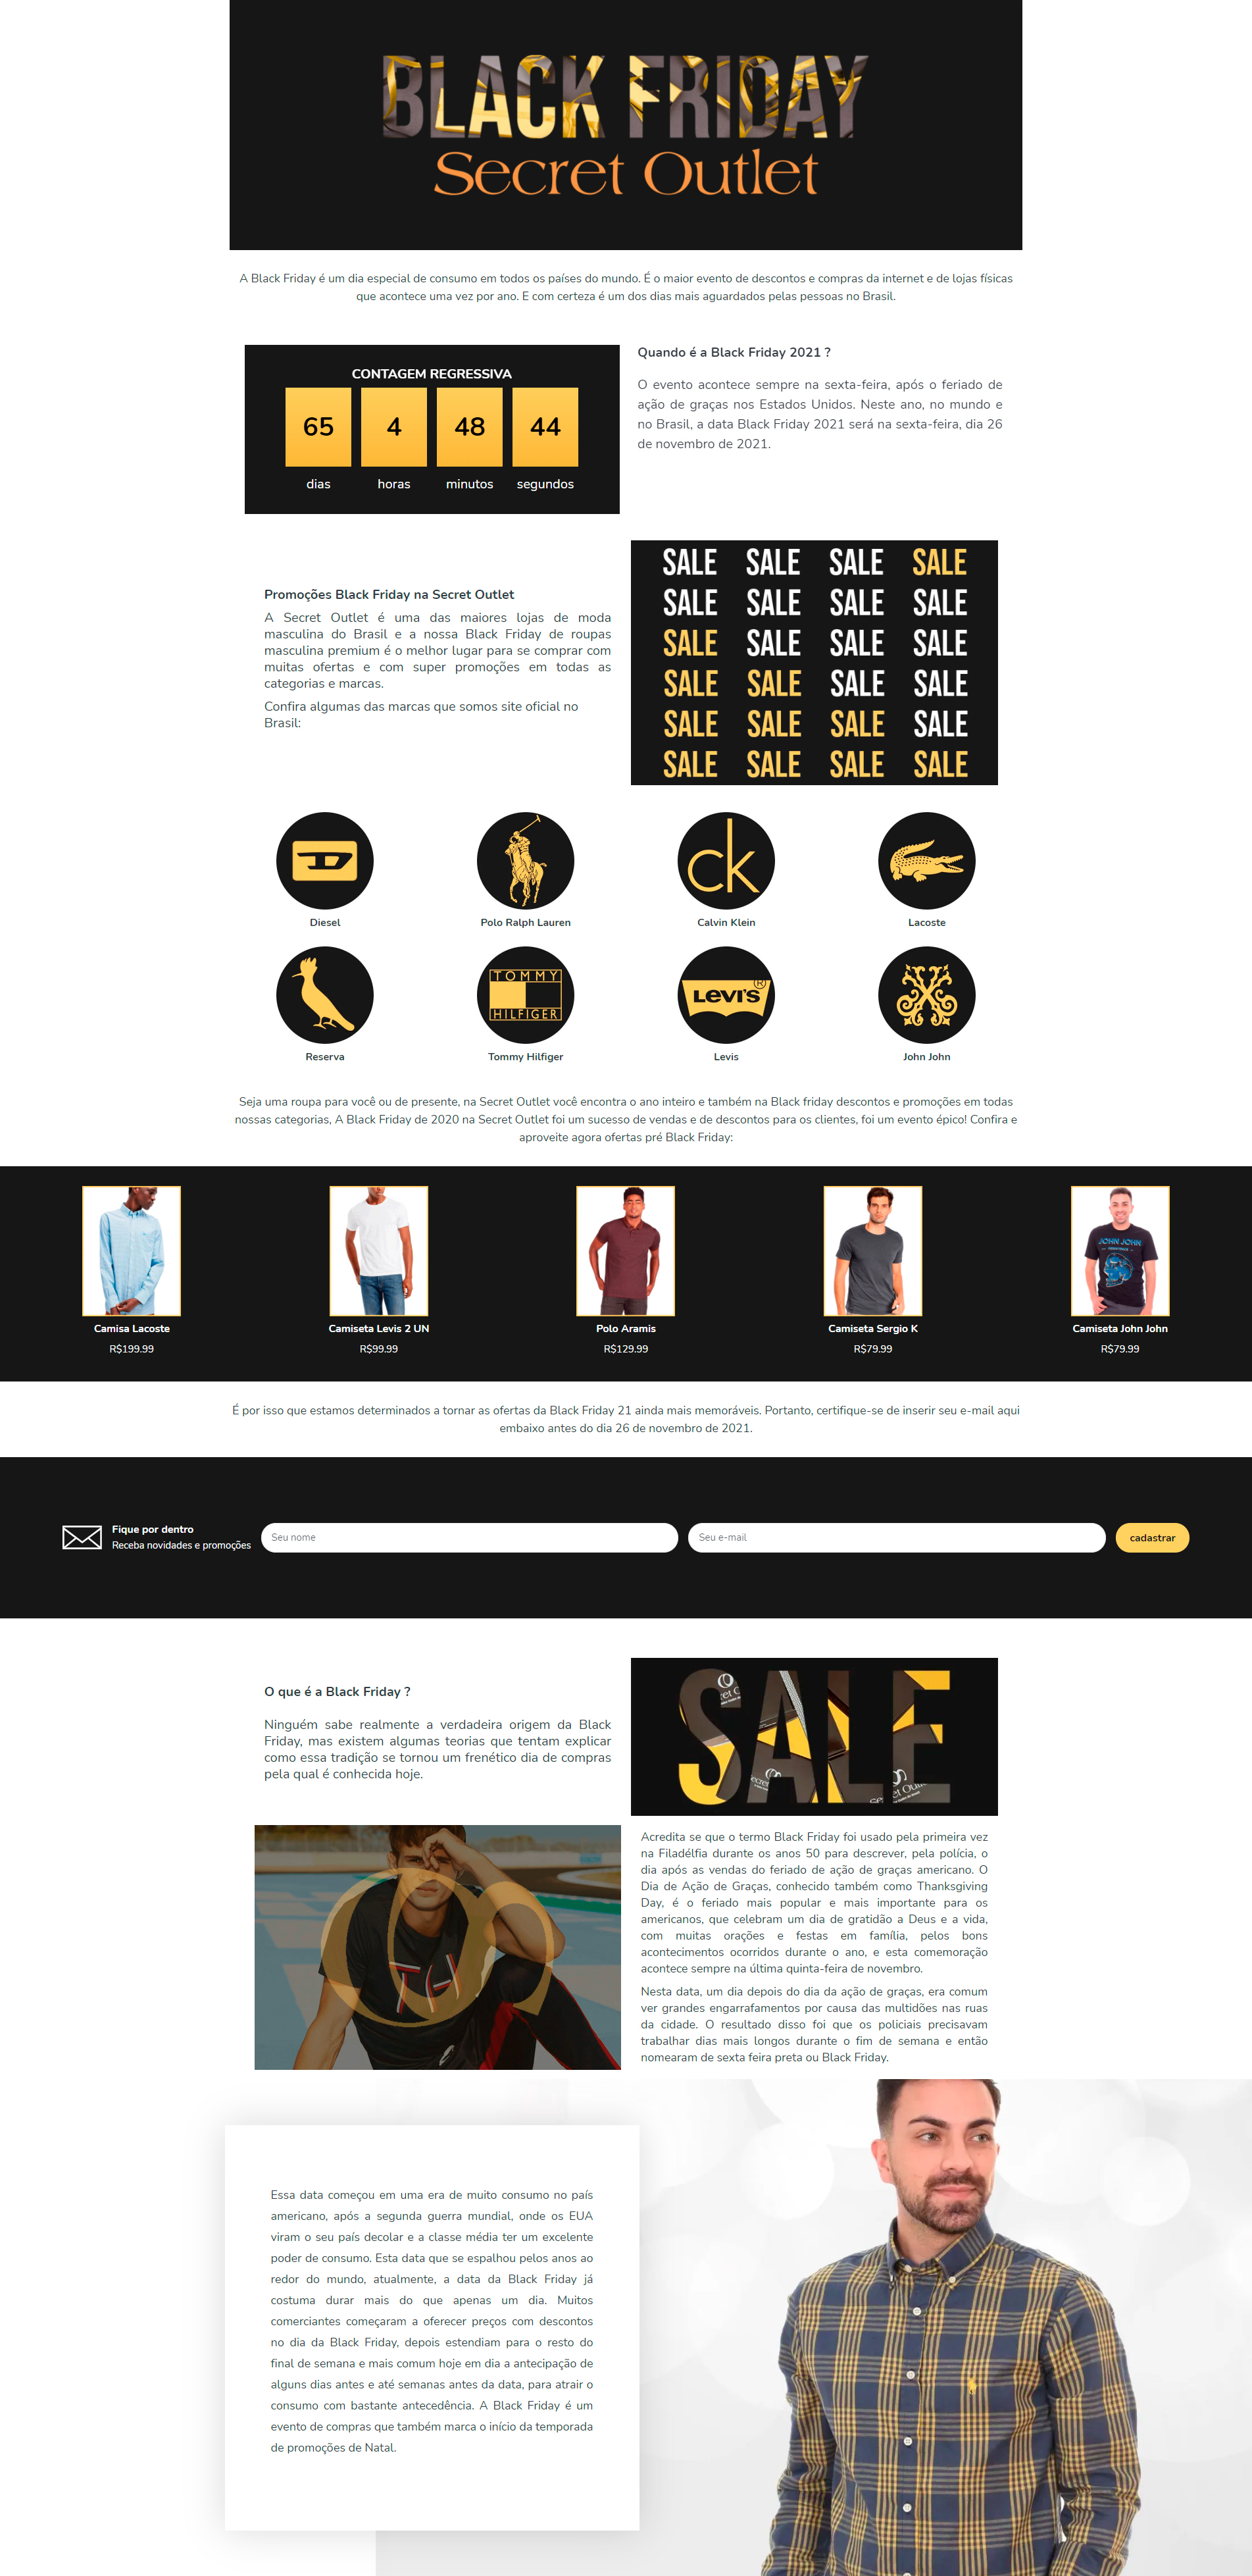 BLACK FRIDAY
Secret Outlet
A Black Friday é um dia especial de consumo em todos os países do mundo. É o maior evento de descontos e compras da internet e de lojas físicas
que acontece uma vez por ano. E com certeza é um dos dias mais aguardados pelas pessoas no Brasil.
CONTAGEM REGRESSIVA
65 4 48 44
dias horas minutos segundos
Quando é a Black Friday 2021 ?
O evento acontece sempre na sexta-feira, após o feriado de
ação de graças nos Estados Unidos. Neste ano, no mundo e
no Brasil, a data Black Friday 2021 será na sexta-feira, dia 26
de novembro de 2021.
Promoções Black Friday na Secret Outlet
A Secret Outlet é uma das maiores lojas de moda
masculina do Brasil e a nossa Black Friday de roupas
masculina premium é o melhor lugar para se comprar com
muitas ofertas e com super promoções em todas as
categorias e marcas.
Confira algumas das marcas que somos site oficial no
Brasil:
SALE SALE SALE SALE
SALE SALE SALE SALE
SALE SALE SALE SALE
SALE SALE SALE SALE
SALE SALE SALE SALE
SALE SALE SALE SALE
D
ck
Diesel Polo Ralph Lauren Calvin Klein Lacoste
TOMMY
HILFIGER
LEVI'S ®
Reserva Tommy Hilfiger Levis John John
Seja uma roupa para você ou de presente, na Secret Outlet você encontra o ano inteiro e também na Black friday descontos e promoções em todas
nossas categorias, A Black Friday de 2020 na Secret Outlet foi um sucesso de vendas e de descontos para os clientes, foi um evento épico! Confira e
aproveite agora ofertas pré Black Friday:
JOHN JOHN
Camisa Lacoste Camiseta Levis 2 UN Polo Aramis Camiseta Sergio K Camiseta John John
R$199.99 R$99.99 R$129.99 R$79.99 R$79.99
É por isso que estamos determinados a tornar as ofertas da Black Friday 21 ainda mais memoráveis. Portanto, certifique-se de inserir seu e-mail aqui
embaixo antes do dia 26 de novembro de 2021.
Fique por dentro
Receba novidades e promoções
Seu nome
Seu e-mail
cadastrar
O que é a Black Friday ?
Ninguém sabe realmente a verdadeira origem da Black
Friday, mas existem algumas teorias que tentam explicar
como essa tradição se tornou um frenético dia de compras
pela qual é conhecida hoje.
SALE
Acredita se que o termo Black Friday foi usado pela primeira vez
na Filadélfia durante os anos 50 para descrever, pela polícia, o
dia após as vendas do feriado de ação de graças americano. O
Dia de Ação de Graças, conhecido também como Thanksgiving
Day, é o feriado mais popular e mais importante para os
americanos, que celebram um dia de gratidão a Deus e a vida,
com muitas orações e festas em família, pelos bons
acontecimentos ocorridos durante o ano, e esta comemoração
acontece sempre na última quinta-feira de novembro.
Nesta data, um dia depois do dia da ação de graças, era comum
ver grandes engarrafamentos por causa das multidões nas ruas
da cidade. O resultado disso foi que os policiais precisavam
trabalhar dias mais longos durante o fim de semana e então
nomearam de sexta feira preta ou Black Friday.
Essa data começou em uma era de muito consumo no país
americano, após a segunda guerra mundial, onde os EUA
viram o seu país decolar e a classe média ter um excelente
poder de consumo. Esta data que se espalhou pelos anos ao
redor do mundo, atualmente, a data da Black Friday já
costuma durar mais do que apenas um dia. Muitos
comerciantes começaram a oferecer preços com descontos
no dia da Black Friday, depois estendiam para o resto do
final de semana e mais comum hoje em dia a antecipação de
alguns dias antes e até semanas antes da data, para atrair o
consumo com bastante antecedência. A Black Friday é um
evento de compras que também marca o início da temporada
de promoções de Natal.